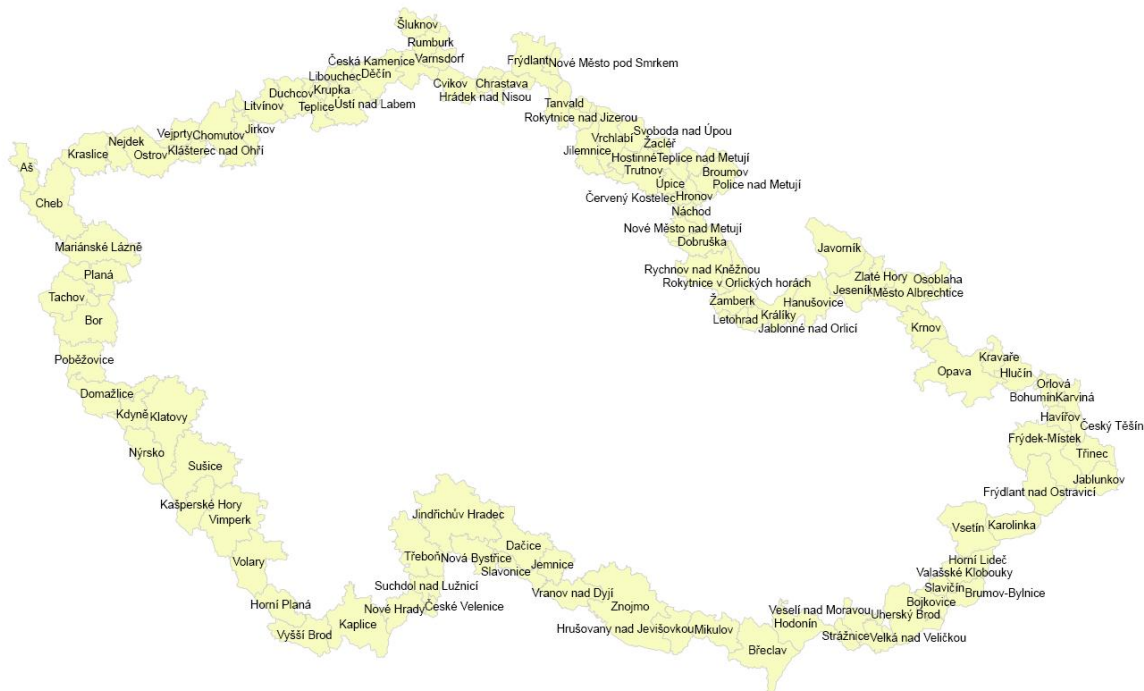 Šluknov
Rumburk
Česká Kamenice
Varnsdorf
Frýdlant
Nové Město pod Smrkem
Libouchec
Děčín
Duchcov
Krupka
Cvikov
Chrastava
Hrádek nad Nisou
Litvínov
Teplice
Ústí nad Labem
Tanvald
Rokytnice nad Jizerou
Vejprty
Chomutov
Jirkov
Svoboda nad Úpou
Vrchlabí
Žacléř
Nejdek
Kraslice
Ostrov
Klášterec nad Ohří
Jilemnice
Hostinné
Teplice nad Metují
Aš
Trutnov
Broumov
Úpice
Police nad Metují
Červený Kostelec
Hronov
Cheb
Náchod
Nové Město nad Metují
Dobruška
Mariánské Lázně
Javorník
Planá
Rychnov nad Kněžnou
Zlaté Hory
Osoblaha
Rokytnice v Orlických horách
Jeseník
Město Albrechtice
Tachov
Žamberk
Hanušovice
Bor
Letohrad
Králíky
Jablonné nad Orlicí
Krnov
Poběžovice
Kravaře
Opava
Hlučín
Orlová
Domažlice
Bohumín
Karviná
Kdyně
Klatovy
Havířov
Český Těšín
Frýdek-Místek
Nýrsko
Třinec
Sušice
Jablunkov
Frýdlant nad Ostravicí
Kašperské Hory
Vimperk
Jindřichův Hradec
Vsetín
Karolinka
Dačice
Volary
Třeboň
Nová Bystřice
Jemnice
Horní Lideč
Slavonice
Valašské Klobouky
Suchdol nad Lužnicí
Vranov nad Dyjí
Slavičín
Brumov-Bylnice
Horní Planá
Nové Hrady
České Velenice
Znojmo
Veselí nad Moravou
Bojkovice
Uherský Brod
Kaplice
Hodonín
Vyšší Brod
Hrušovany nad Jevišovkou
Mikulov
Strážnice
Velká nad Veličkou
Břeclav